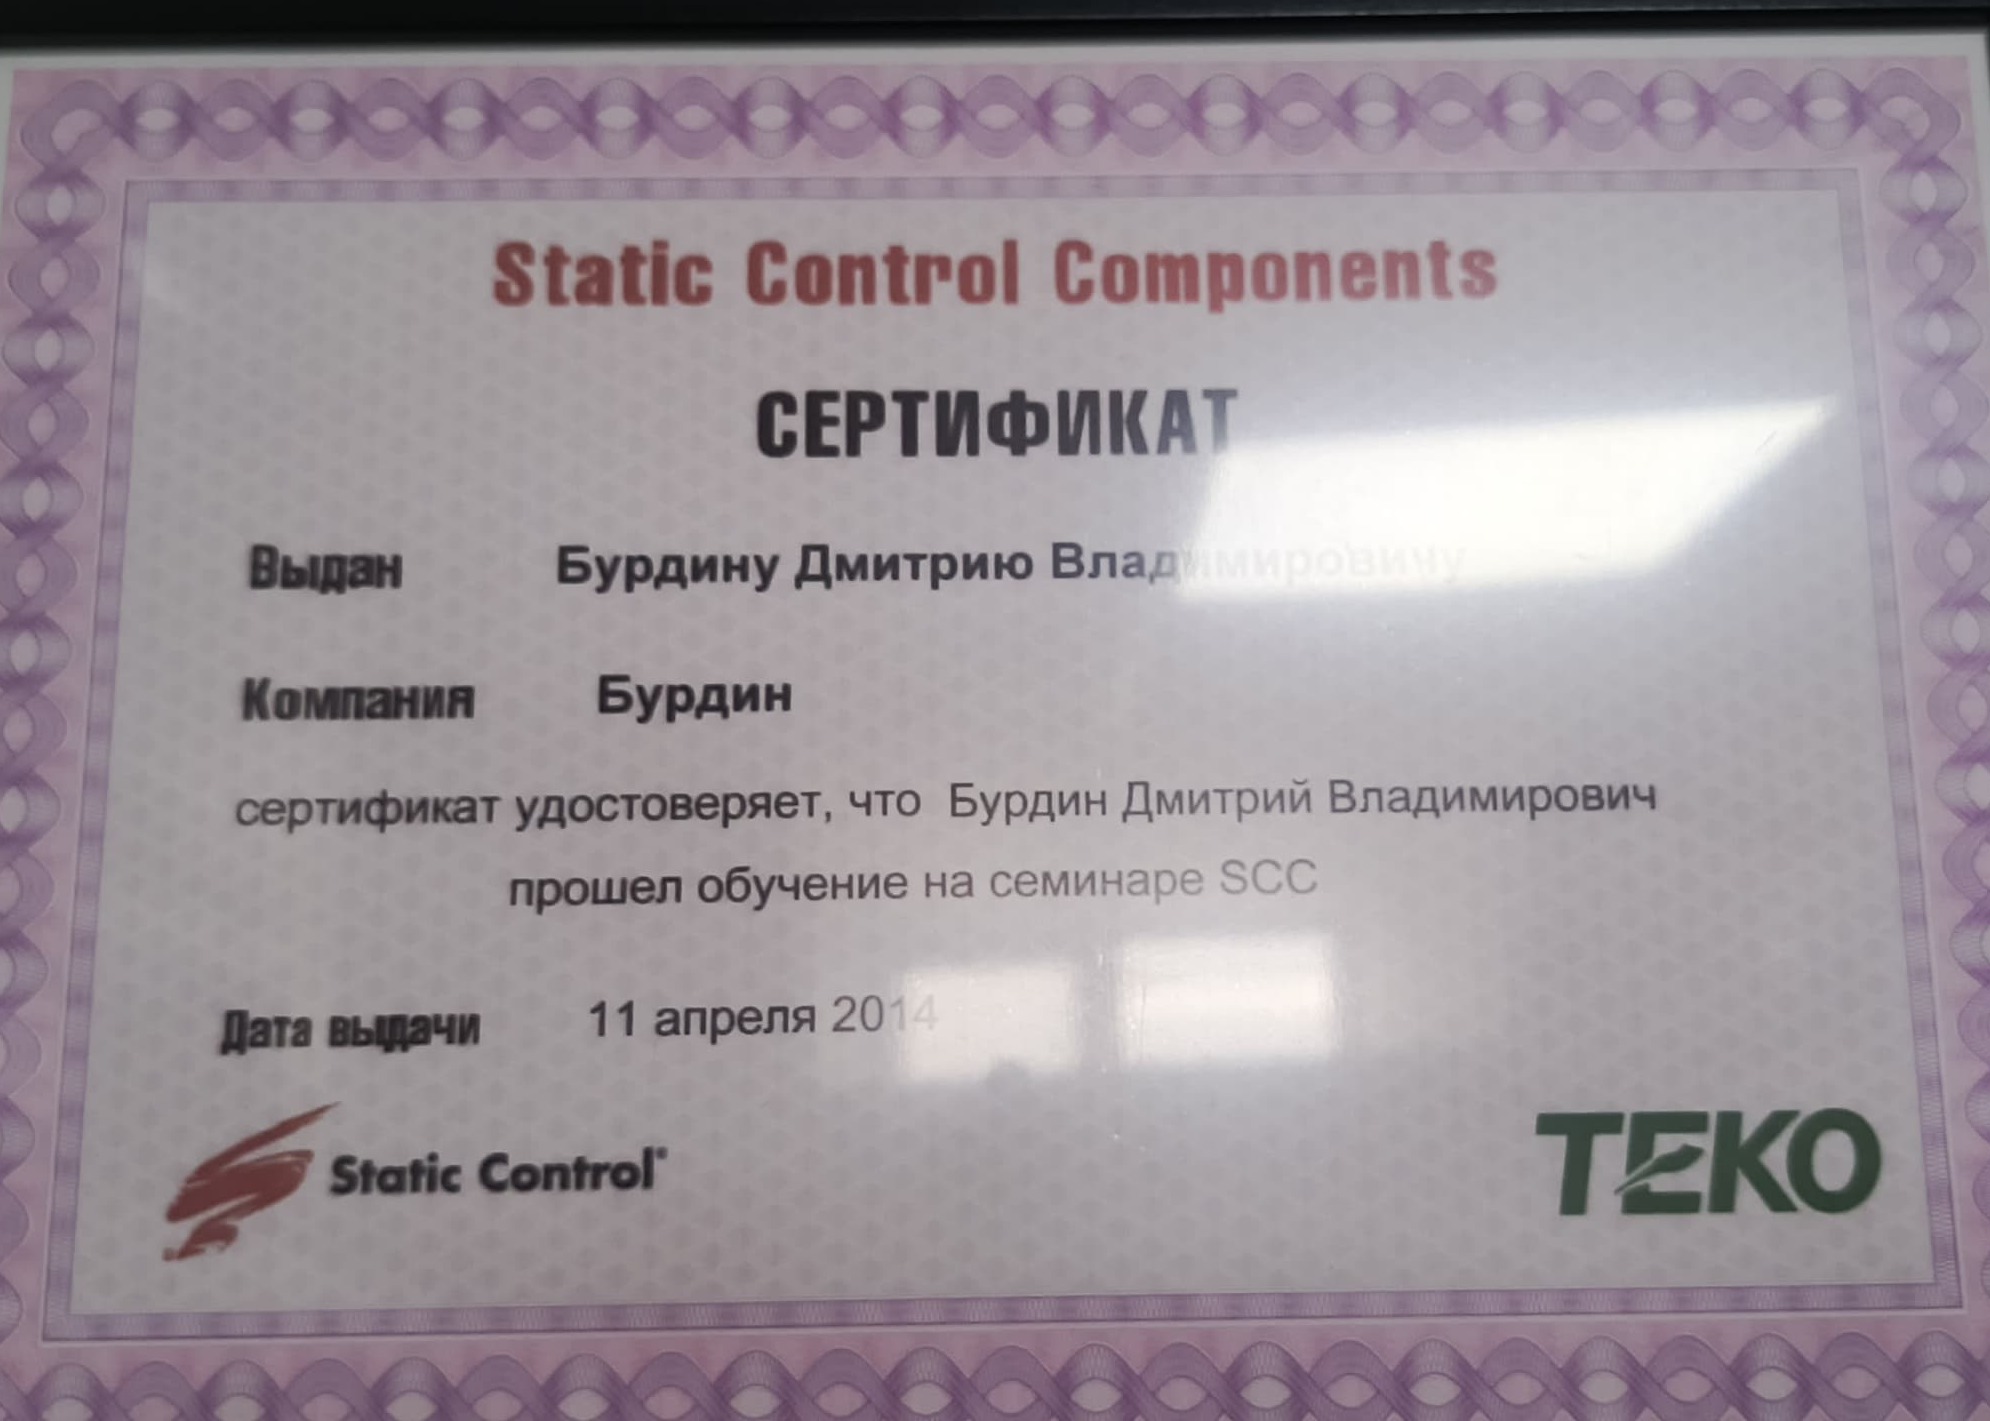 Static Control Components
СЕРТИФИКАТ
Выдан Бурдину Дмитрию Владимировичу
Компания Бурдин
сертификат удостоверяет, что Бурдин Дмитрий Владимирович
прошел обучение на семинаре SCC
Дата выдачи 11 апреля 2014
Static Control®
TEKO